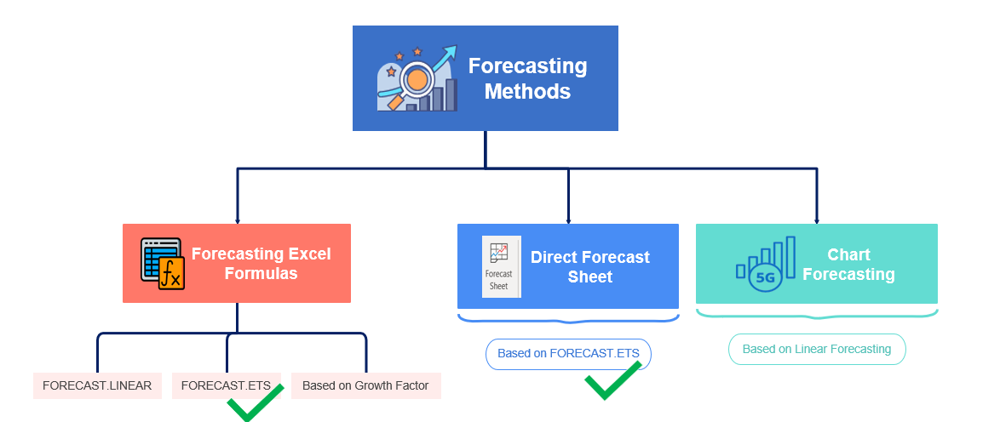 Forecasting
Methods
Forecasting Excel
Formulas
fx
Forecast
Sheet
Direct Forecast
Sheet
5G
Chart
Forecasting
Based on FORECAST.ETS
Based on Linear Forecasting
FORECAST.LINEAR
FORECAST.ETS
Based on Growth Factor